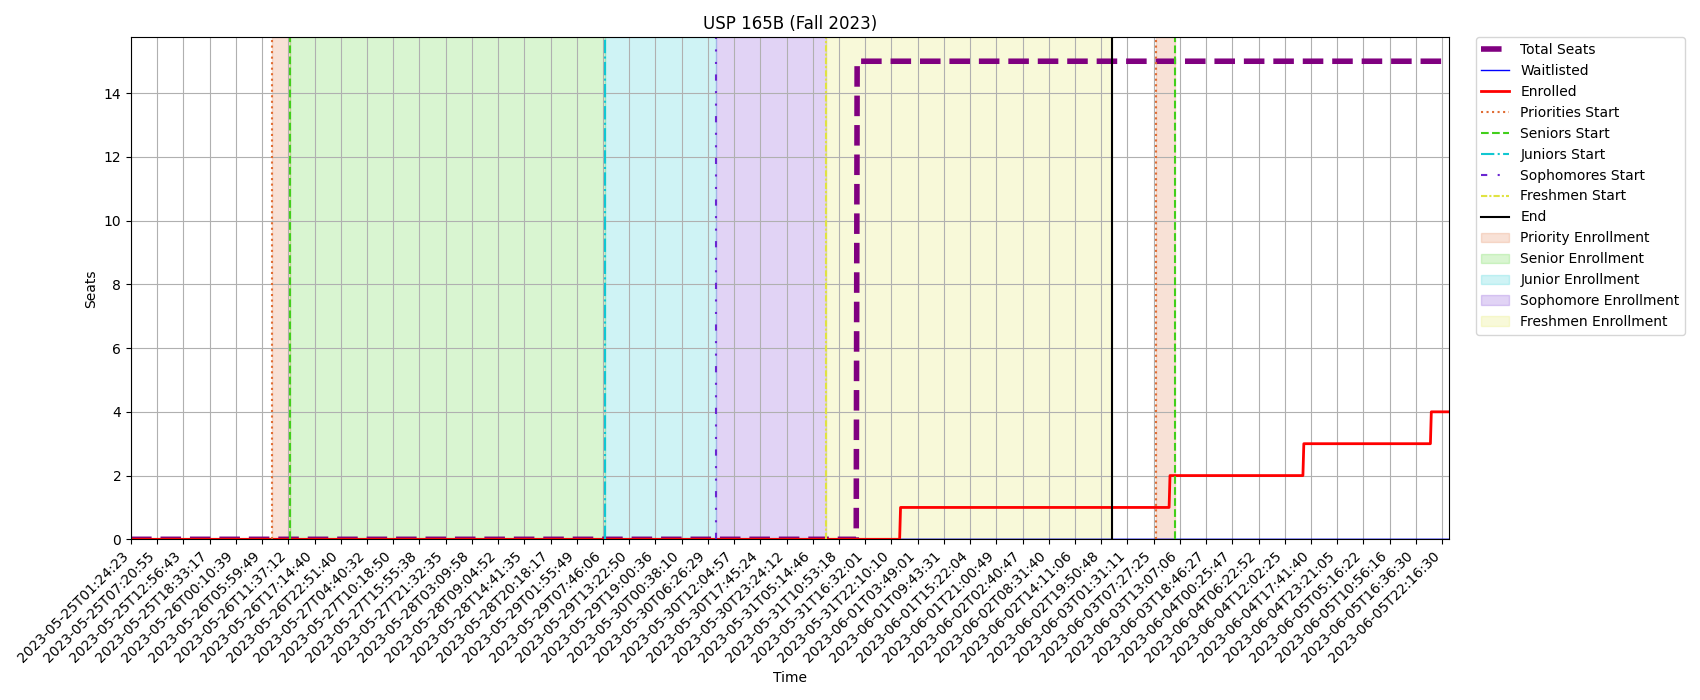 USP 165B (Fall 2023)
Seats
14
12
10
8
6
4
2
0
2023-05-25T01:24:23
2023-05-25T07:20:55
2023-05-25T12:56:43
2023-05-25T18:33:17
2023-05-26T00:10:39
2023-05-26T05:59:49
2023-05-26T11:37:12
2023-05-26T17:14:40
2023-05-26T22:51:40
2023-05-27T04:40:32
2023-05-27T10:18:50
2023-05-27T15:55:38
2023-05-27T21:32:35
2023-05-28T03:09:58
2023-05-28T09:04:52
2023-05-28T14:41:35
2023-05-28T20:18:17
2023-05-29T01:55:49
2023-05-29T07:46:06
2023-05-29T13:22:50
2023-05-29T19:00:36
2023-05-30T00:38:10
2023-05-30T06:26:29
2023-05-30T12:04:57
2023-05-30T17:45:24
2023-05-30T23:24:12
2023-05-31T05:14:46
2023-05-31T10:53:18
2023-05-31T16:32:01
2023-05-31T22:10:10
2023-06-01T03:49:01
2023-06-01T09:43:31
2023-06-01T15:22:04
2023-06-01T21:00:49
2023-06-02T02:40:47
2023-06-02T08:31:40
2023-06-02T14:11:06
2023-06-02T19:50:48
2023-06-03T01:31:11
2023-06-03T07:27:25
2023-06-03T13:07:06
2023-06-03T18:46:27
2023-06-04T00:25:47
2023-06-04T06:22:52
2023-06-04T12:02:25
2023-06-04T17:41:40
2023-06-04T23:21:05
2023-06-05T05:16:22
2023-06-05T10:56:16
2023-06-05T16:36:30
2023-06-05T22:16:30
Time
Total Seats
Waitlisted
Enrolled
Priorities Start
Seniors Start
Juniors Start
Sophomores Start
Freshmen Start
End
Priority Enrollment
Senior Enrollment
Junior Enrollment
Sophomore Enrollment
Freshmen Enrollment